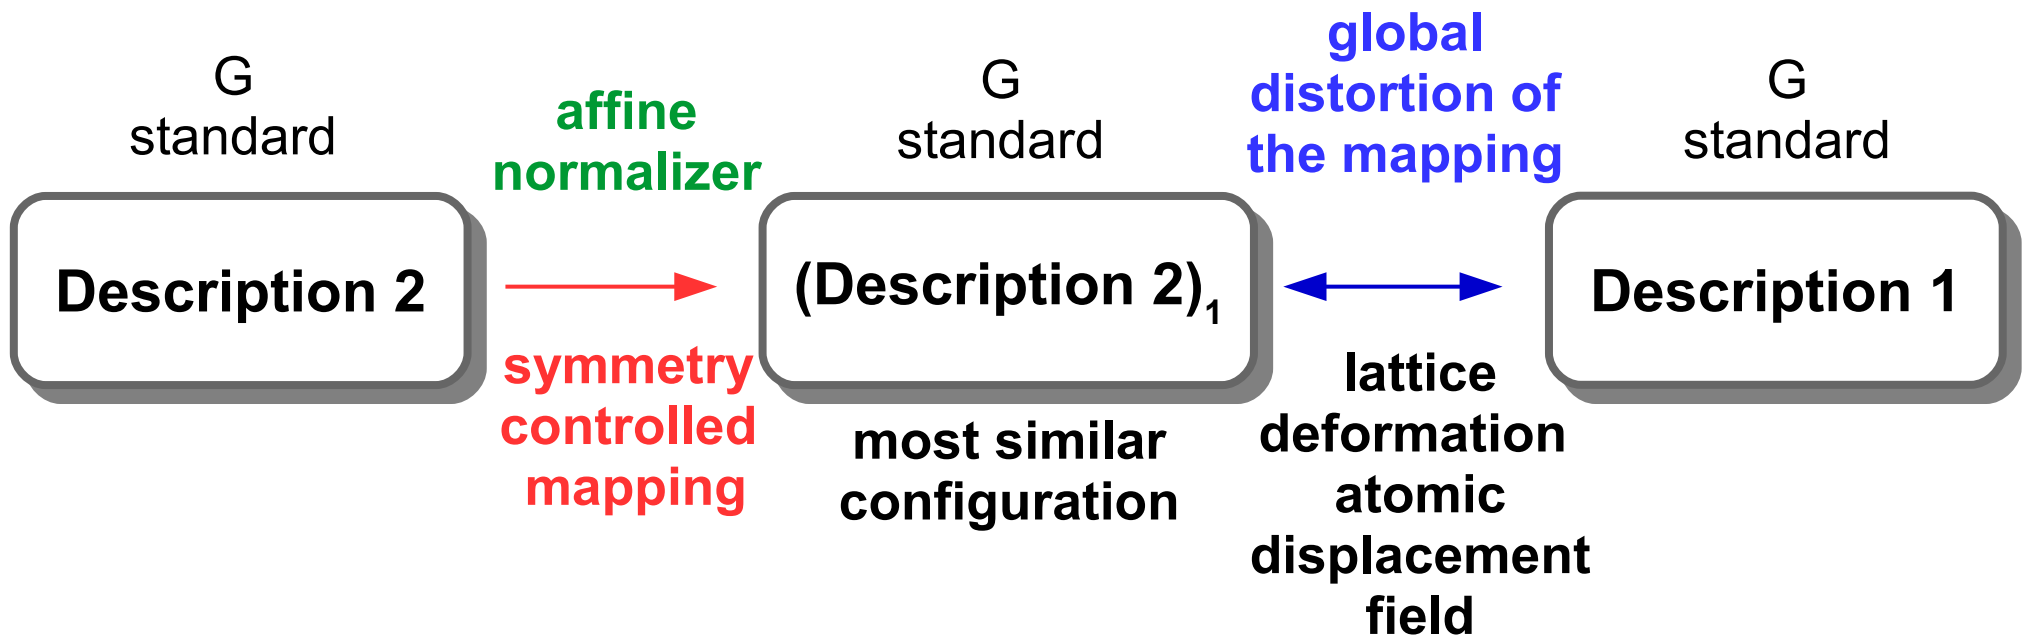 G
standard
affine
normalizer
G
standard
global
distortion of
the mapping
G
standard
Description 2
(Description 2)1
Description 1
symmetry
controlled
mapping
most similar
configuration
lattice
deformation
atomic
displacement
field